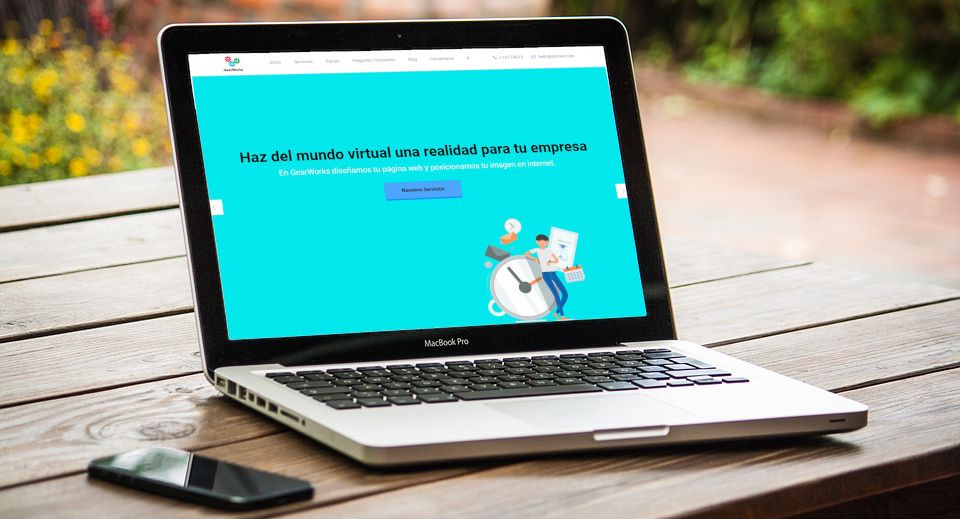 GearWorks
Inicio Servicios Equipo Preguntas Frecuentes Blog Contactanos
Haz del mundo virtual una realidad para tu empresa
En GearWorks diseñamos tu página web y posicionamos tu imagen en Internet.
Nuestros Servicios
MacBook Pro